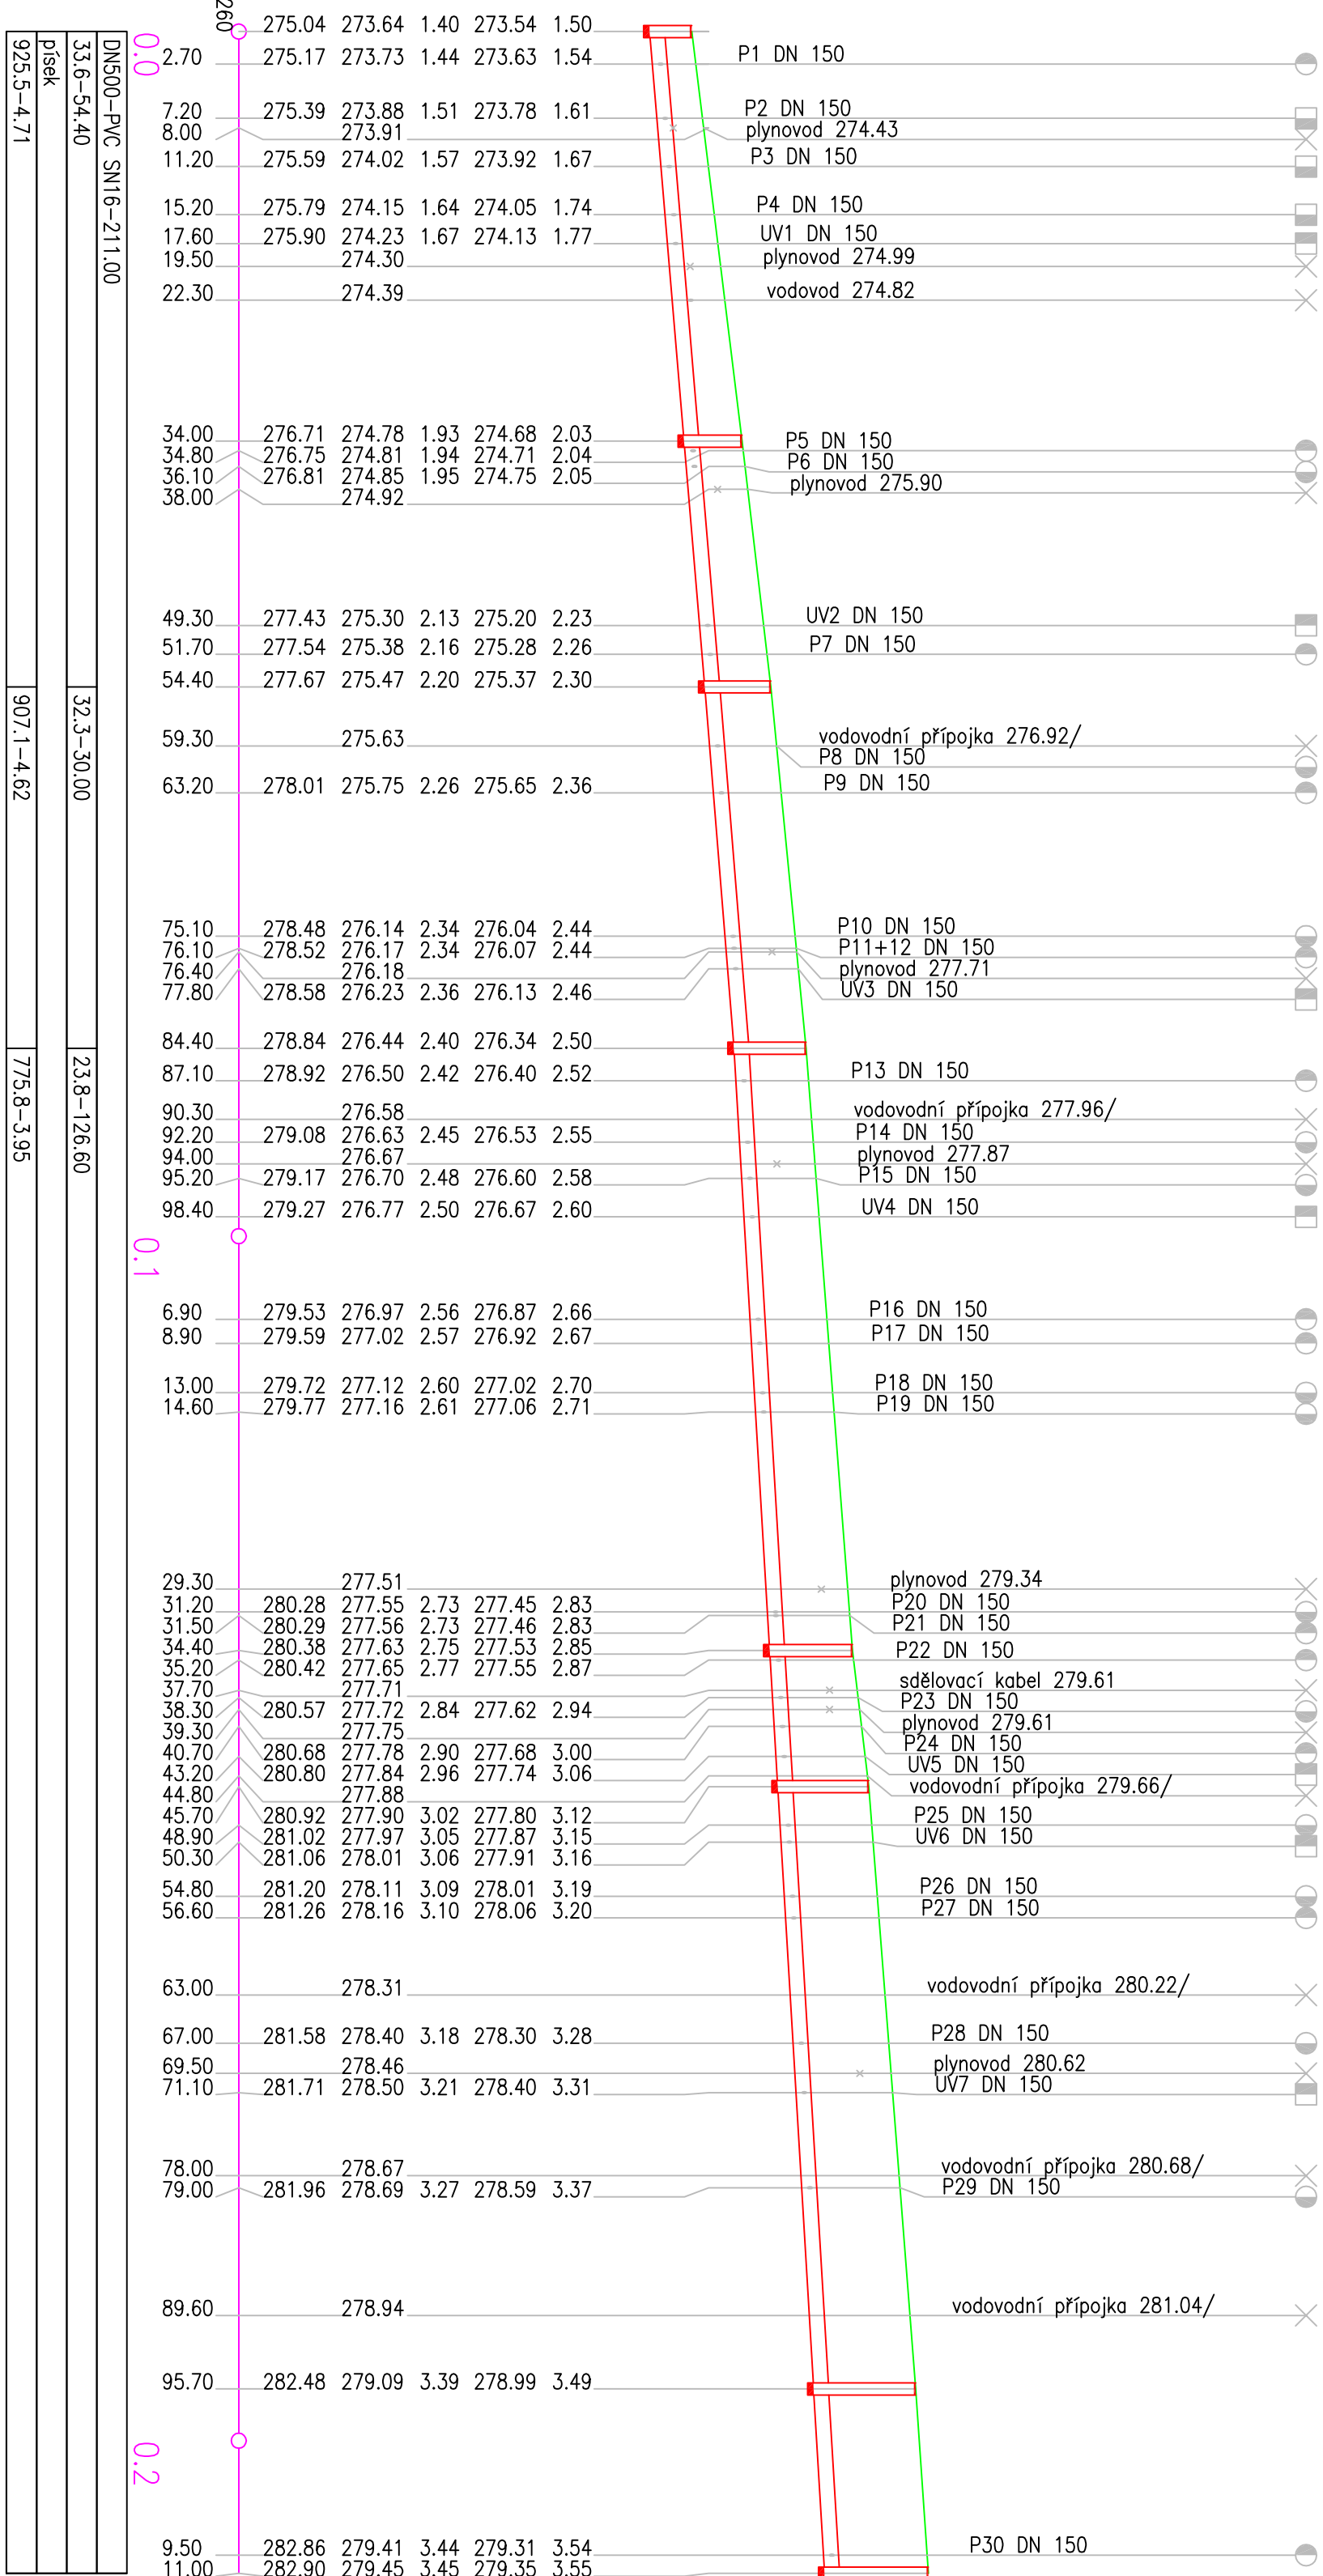 260
275.04 273.64 1.40 273.54 1.50
0.0
2.70 275.17 273.73 1.44 273.63 1.54 P1 DN 150
7.20 275.39 273.88 1.51 273.78 1.61 P2 DN 150
8.00 273.91 plynovod 274.43
11.20 275.59 274.02 1.57 273.92 1.67 P3 DN 150
15.20 275.79 274.15 1.64 274.05 1.74 P4 DN 150
17.60 275.90 274.23 1.67 274.13 1.77 UV1 DN 150
19.50 274.30 plynovod 274.99
22.30 274.39 vodovod 274.82
34.00 276.71 274.78 1.93 274.68 2.03
34.80 276.75 274.81 1.94 274.71 2.04 P5 DN 150
36.10 276.81 274.85 1.95 274.75 2.05 P6 DN 150
38.00 274.92 plynovod 275.90
49.30 277.43 275.30 2.13 275.20 2.23 UV2 DN 150
51.70 277.54 275.38 2.16 275.28 2.26 P7 DN 150
54.40 277.67 275.47 2.20 275.37 2.30
59.30 275.63 vodovodní přípojka 276.92/
P8 DN 150
63.20 278.01 275.75 2.26 275.65 2.36 P9 DN 150
75.10 278.48 276.14 2.34 276.04 2.44 P10 DN 150
76.10 278.52 276.17 2.34 276.07 2.44 P11+12 DN 150
76.40 276.18 plynovod 277.71
77.80 278.58 276.23 2.36 276.13 2.46 UV3 DN 150
84.40 278.84 276.44 2.40 276.34 2.50
87.10 278.92 276.50 2.42 276.40 2.52 P13 DN 150
90.30 276.58 vodovodní přípojka 277.96/
92.20 279.08 276.63 2.45 276.53 2.55 P14 DN 150
94.00 276.67 plynovod 277.87
95.20 279.17 276.70 2.48 276.60 2.58 P15 DN 150
98.40 279.27 276.77 2.50 276.67 2.60 UV4 DN 150
0.1
6.90 279.53 276.97 2.56 276.87 2.66 P16 DN 150
8.90 279.59 277.02 2.57 276.92 2.67 P17 DN 150
13.00 279.72 277.12 2.60 277.02 2.70 P18 DN 150
14.60 279.77 277.16 2.61 277.06 2.71 P19 DN 150
29.30 277.51 plynovod 279.34
31.20 280.28 277.55 2.73 277.45 2.83 P20 DN 150
31.50 280.29 277.56 2.73 277.46 2.83 P21 DN 150
34.40 280.38 277.63 2.75 277.53 2.85
35.20 280.42 277.65 2.77 277.55 2.87 P22 DN 150
37.70 277.71 sdělovací kabel 279.61
38.30 280.57 277.72 2.84 277.62 2.94 P23 DN 150
39.30 277.75 plynovod 279.61
40.70 280.68 277.78 2.90 277.68 3.00 P24 DN 150
43.20 280.80 277.84 2.96 277.74 3.06 UV5 DN 150
44.80 277.88 vodovodní přípojka 279.66/
45.70 280.92 277.90 3.02 277.80 3.12
48.90 281.02 277.97 3.05 277.87 3.15 P25 DN 150
50.30 281.06 278.01 3.06 277.91 3.16 UV6 DN 150
54.80 281.20 278.11 3.09 278.01 3.19 P26 DN 150
56.60 281.26 278.16 3.10 278.06 3.20 P27 DN 150
63.00 278.31 vodovodní přípojka 280.22/
67.00 281.58 278.40 3.18 278.30 3.28 P28 DN 150
69.50 278.46 plynovod 280.62
71.10 281.71 278.50 3.21 278.40 3.31 UV7 DN 150
78.00 278.67 vodovodní přípojka 280.68/
79.00 281.96 278.69 3.27 278.59 3.37 P29 DN 150
89.60 278.94 vodovodní přípojka 281.04/
95.70 282.48 279.09 3.39 278.99 3.49
0.2
9.50 282.86 279.41 3.44 279.31 3.54 P30 DN 150
11.00 282.90 279.45 3.45 279.35 3.55
DN500-PVC SN16-211.00
33.6-54.40 32.3-30.00 23.8-126.60
písek
925.5-4.71 907.1-4.62 775.8-3.95